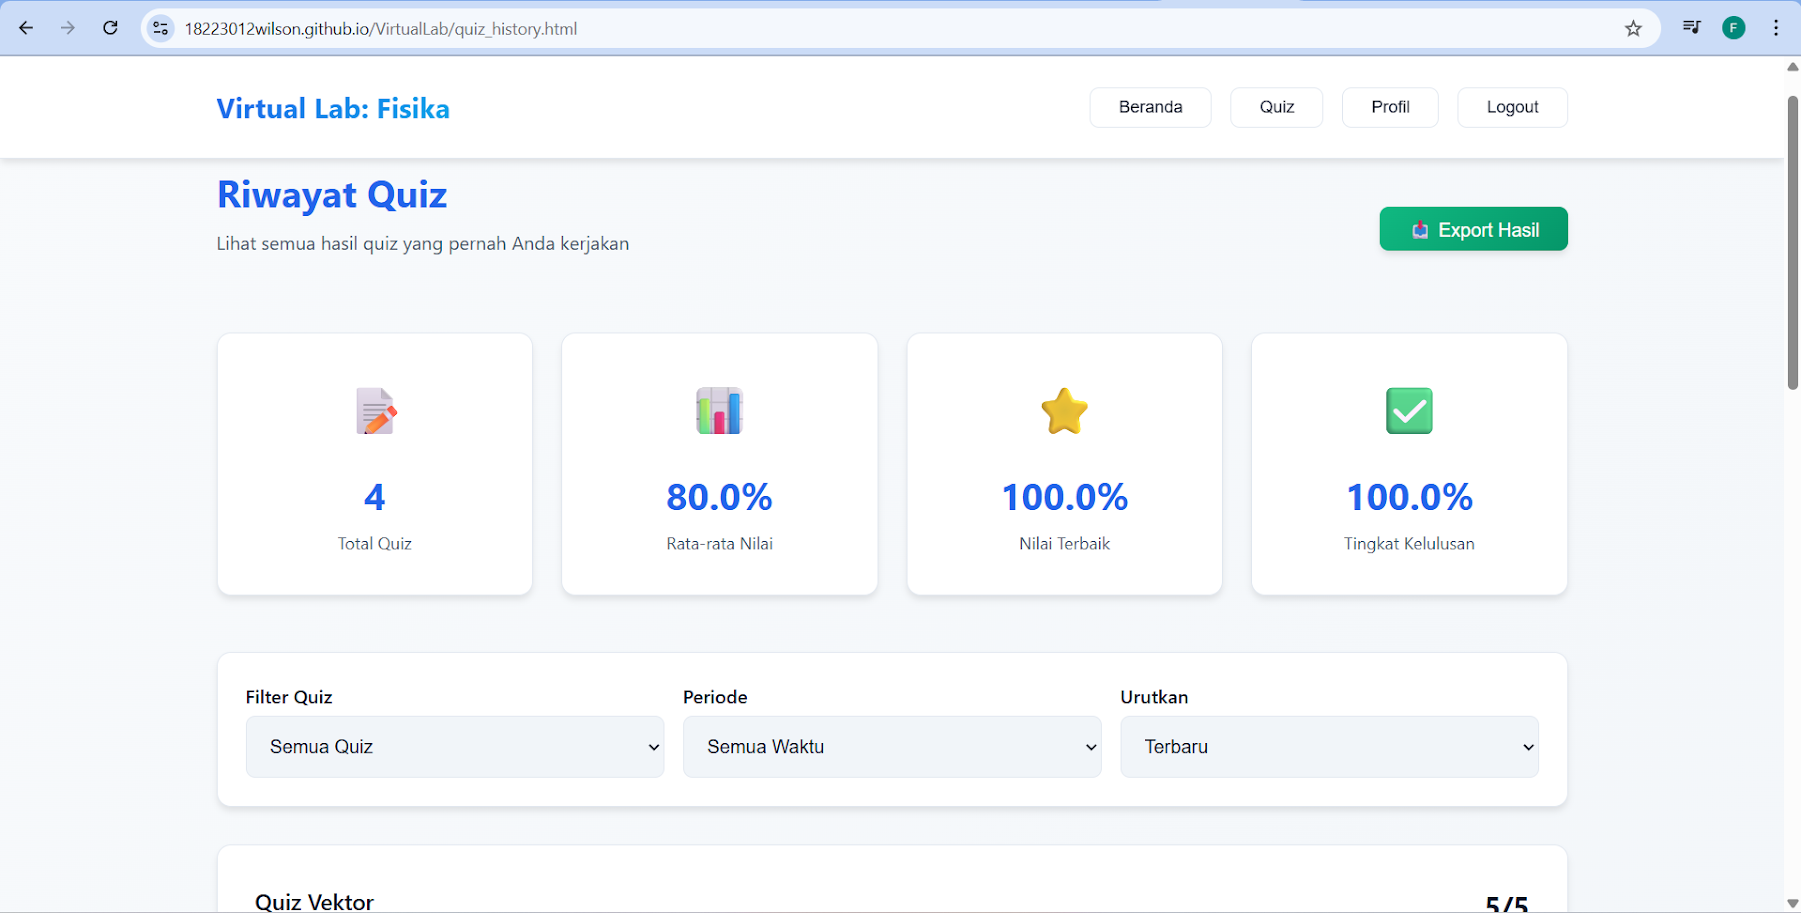 18223012wilson.github.io/VirtualLab/quiz_history.html
F
Virtual Lab: Fisika
Beranda
Quiz
Profil
Logout
Riwayat Quiz
Lihat semua hasil quiz yang pernah Anda kerjakan
Export Hasil
4
Total Quiz
80.0%
Rata-rata Nilai
100.0%
Nilai Terbaik
100.0%
Tingkat Kelulusan
Filter Quiz
Semua Quiz
Periode
Semua Waktu
Urutkan
Terbaru
Quiz Vektor
5/5